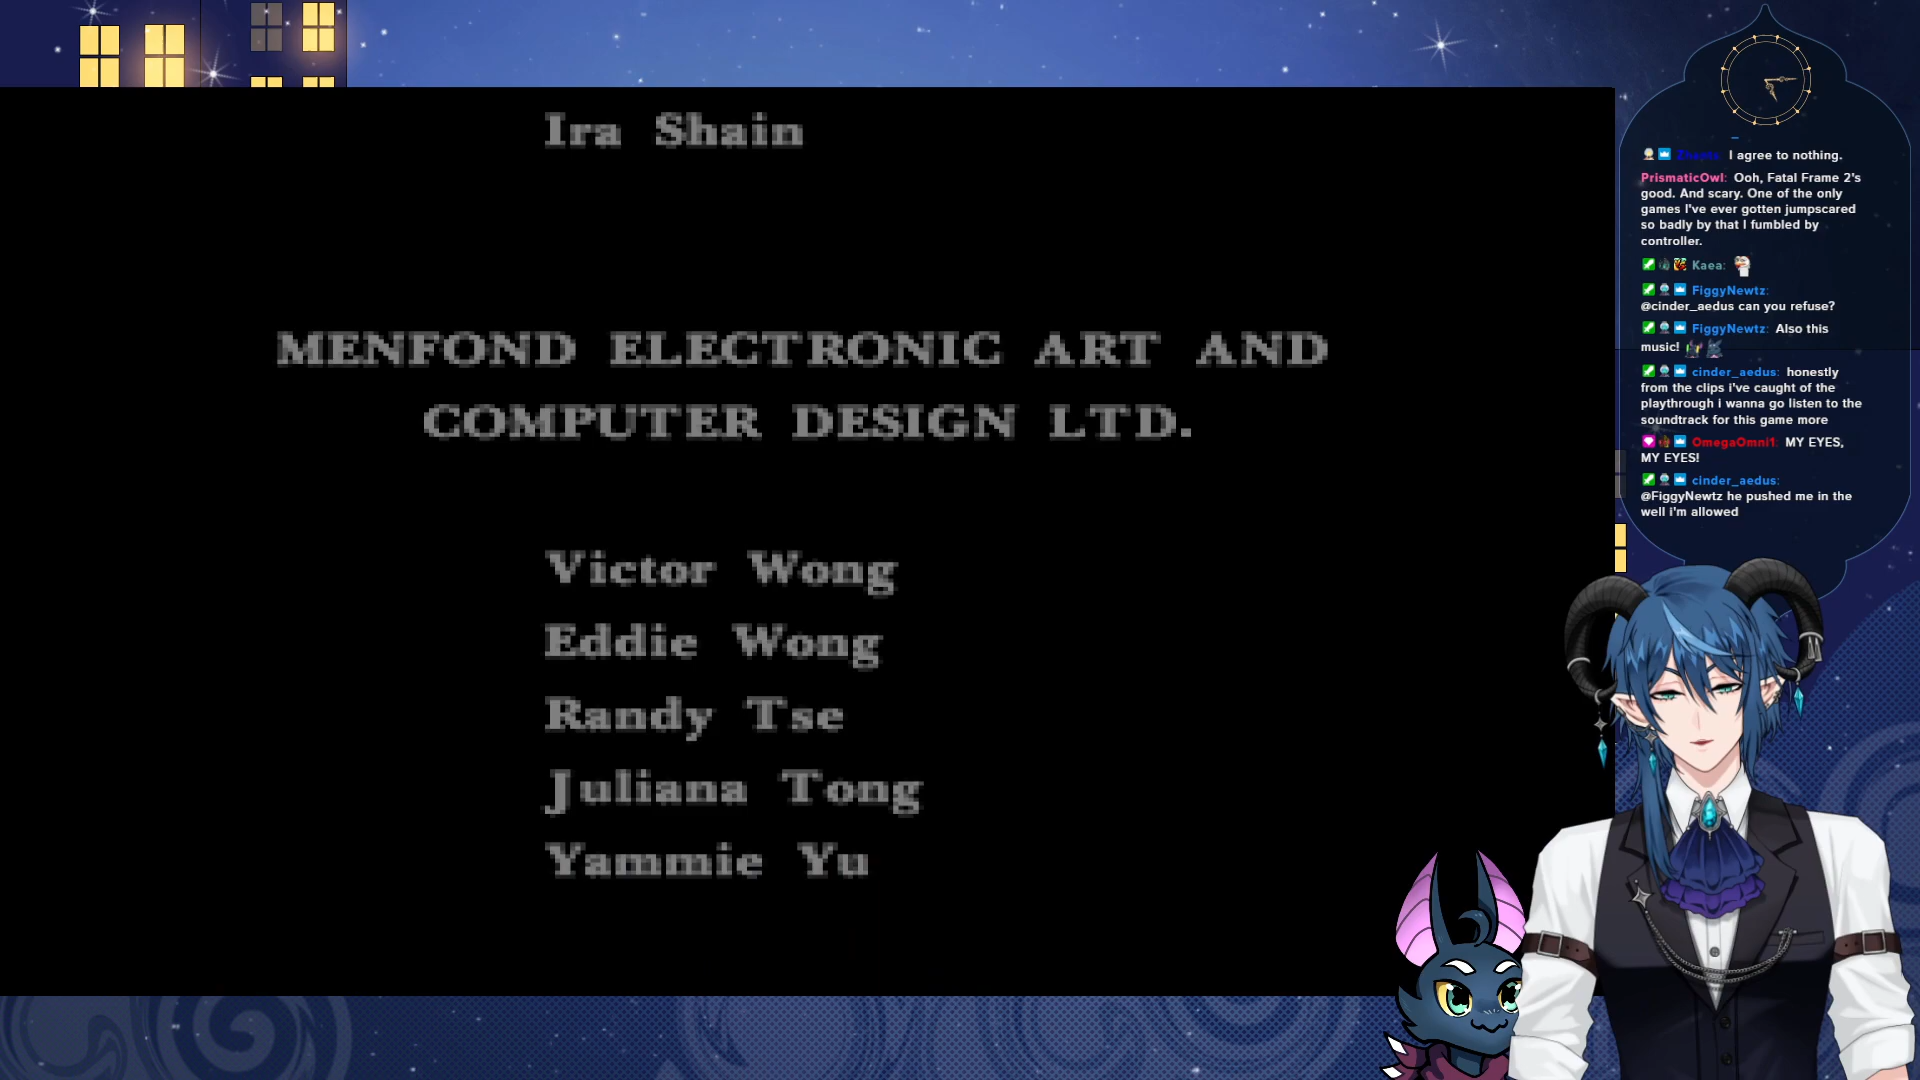 Ira Shain
MENFOND ELECTRONIC ART AND
COMPUTER DESIGN LTD.
Victor Wong
Eddie Wong
Randy Tse
Juliana Tong
Yammie Yu
I agree to nothing.
PrismaticOwl: Ooh, Fatal Frame 2's
good. And scary. One of the only
games I've ever gotten jumpscared
so badly by that I fumbled by
controller.
Kaea:
FiggyNewtz:
@cinder_aedus can you refuse?
FiggyNewtz: Also this
music!
cinder_aedus: honestly
from the clips i've caught of the
playthrough i wanna go listen to the
soundtrack for this game more
OmegaOmni1: MY EYES,
MY EYES!
cinder_aedus:
@FiggyNewtz he pushed me in the
well i'm allowed